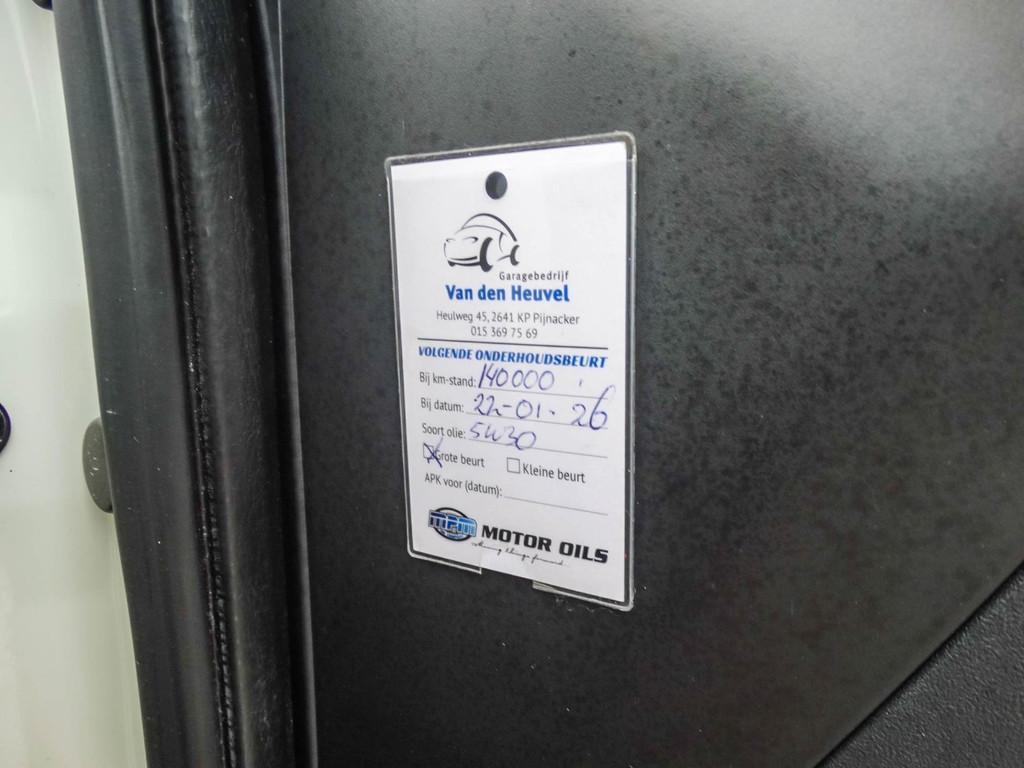 Garagebedrijf
Van den Heuvel
Heulweg 45, 2641 KP Pijnacker
015 369 75 69
VOLGENDE ONDERHOUDSBEURT
Bij km-stand: 140000
Bij datum: 22-01-26
Soort olie: 5W30
Grote beurt Kleine beurt
APK voor (datum):
MPM MOTOR OILS